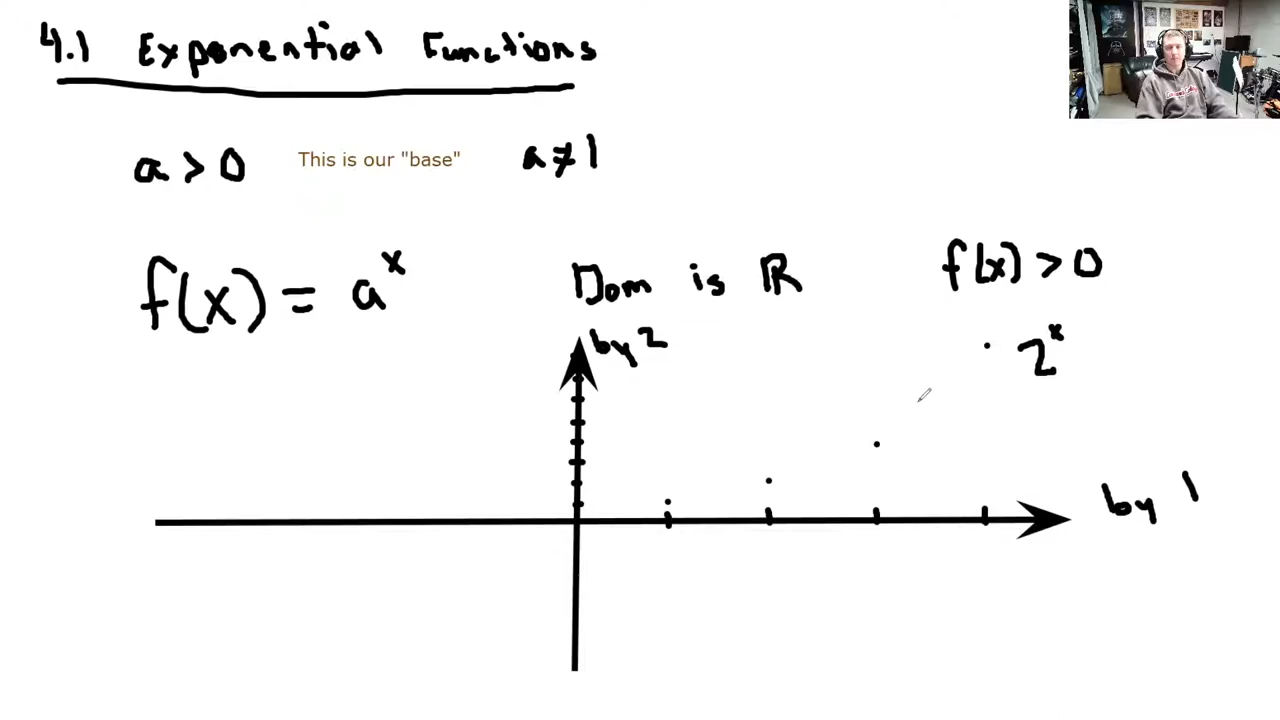 4.1 Exponential Functions
a > 0 This is our "base" a ≠ 1
f(x) = a^x Dom is ℝ f(x) > 0
by 2
2^x
by 1